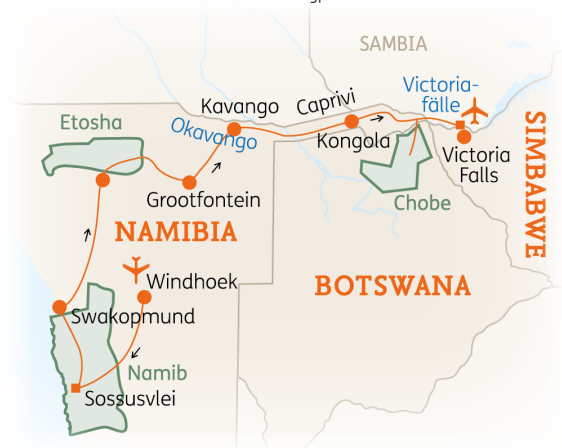 SAMBIA
Victoria-
fälle
Kavango
Caprivi
Etosha
Okavango
Kongola
Victoria
Falls
Grootfontein
Chobe
SIMBABWE
NAMIBIA
Windhoek
BOTSWANA
Swakopmund
Namib
Sossusvlei